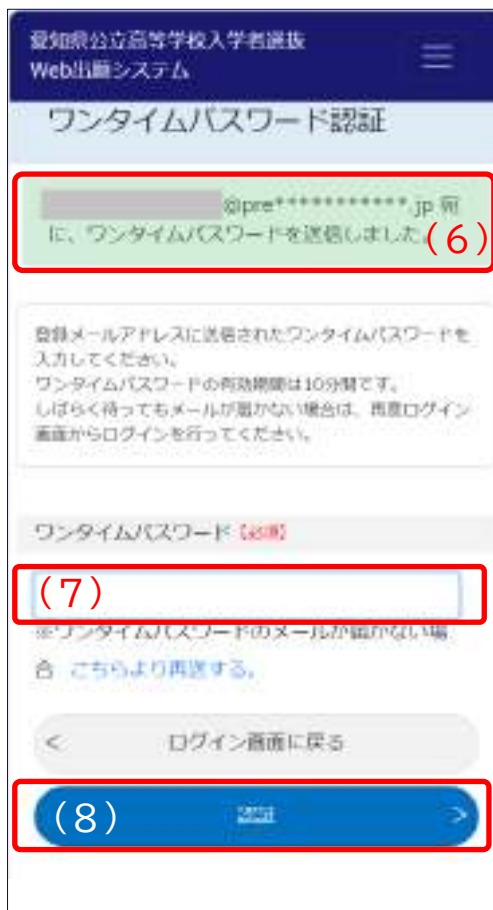 愛知県公立高等学校入学者選抜
Web出願システム
ワンタイムパスワード認証
@pre***********.jp 宛
に、ワンタイムパスワードを送信しました。
(6)
登録メールアドレスに送信されたワンタイムパスワードを
入力してください。
ワンタイムパスワードの有効期間は10分間です。
しばらく待ってもメールが届かない場合は、再度ログイン
画面からログインを行ってください。
ワンタイムパスワード【必須】
(7)
※ワンタイムパスワードのメールが届かない場
合 こちらより再送する。
< ログイン画面に戻る
(8) 認証 >